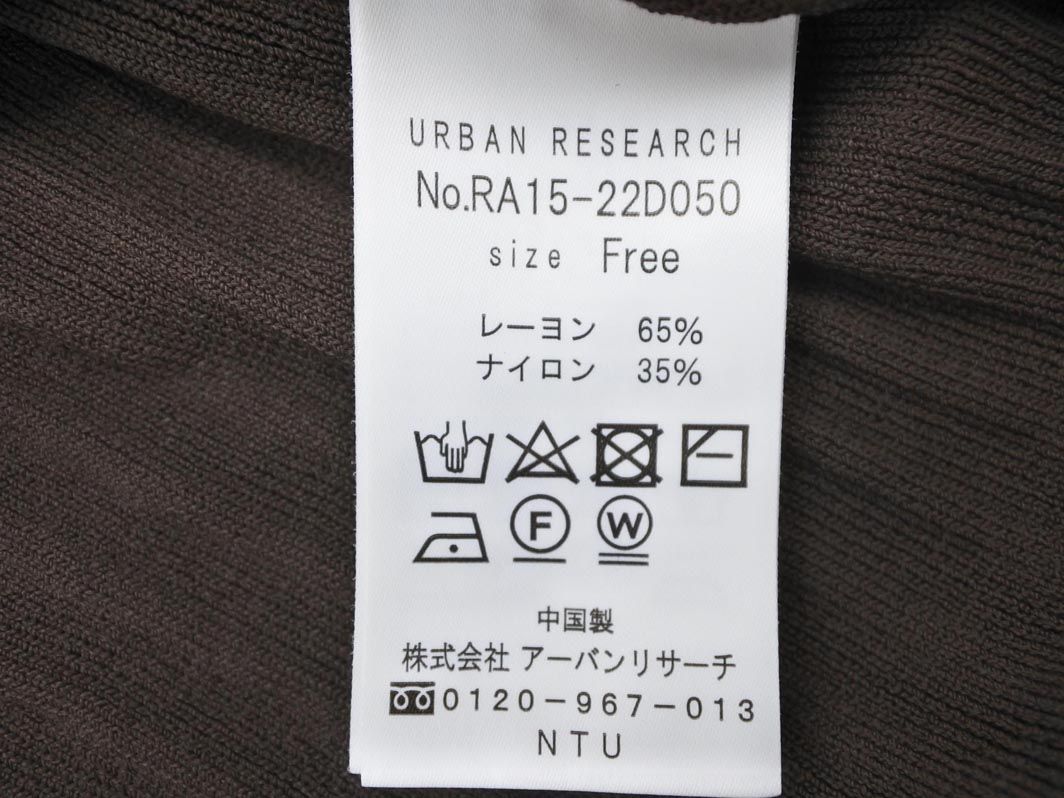 URBAN RESEARCH
No.RA15-22D050
size Free
レーヨン 65%
ナイロン 35%
F W
中国製
株式会社 アーバンリサーチ
0120-967-013
NTU